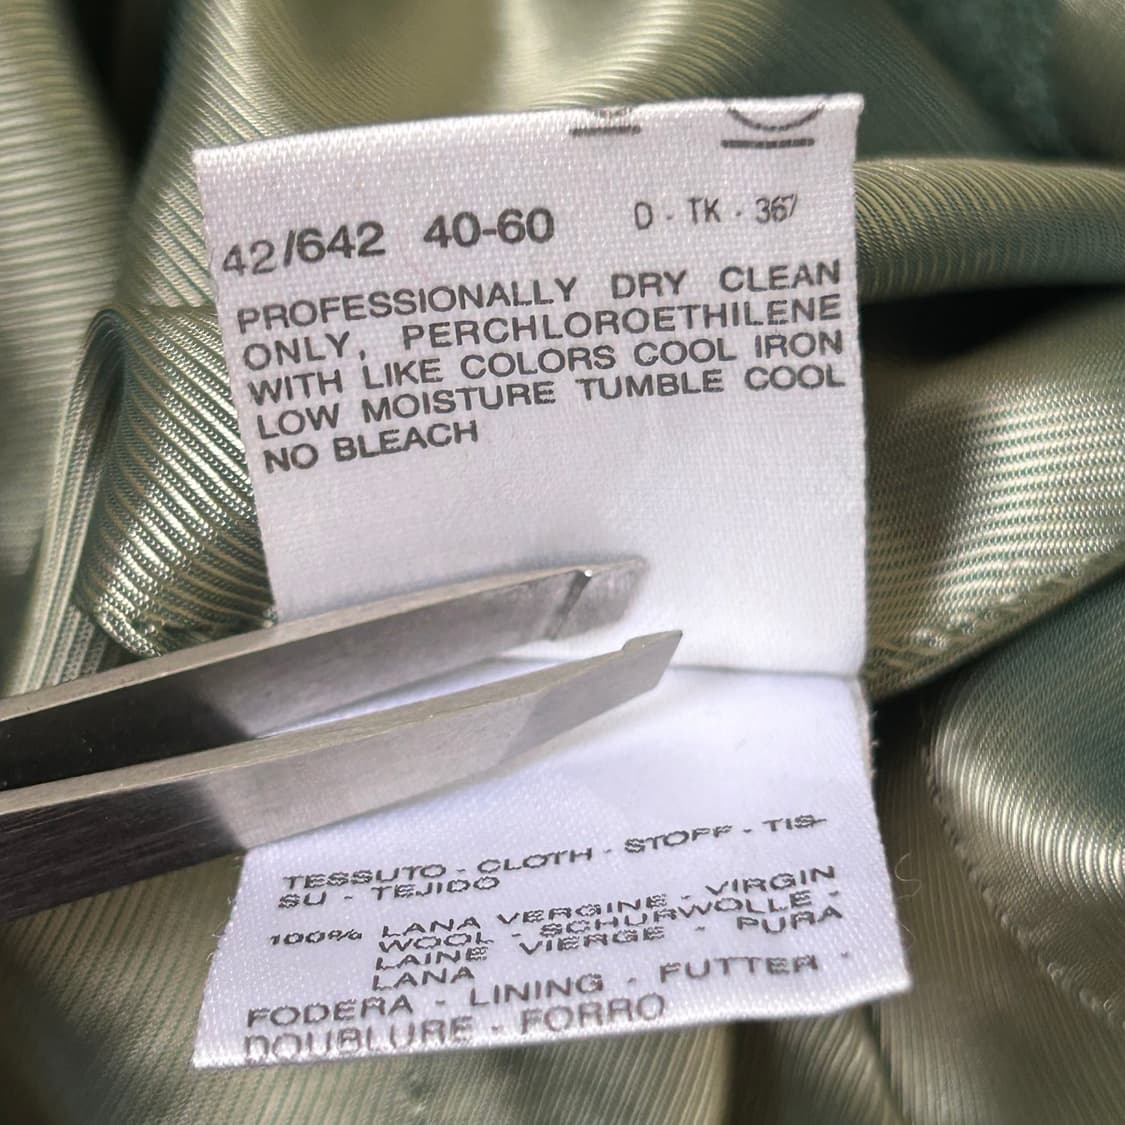 42/642 40-60 D - TK - 367
PROFESSIONALLY DRY CLEAN
ONLY, PERCHLOROETHILENE
WITH LIKE COLORS COOL IRON
LOW MOISTURE TUMBLE COOL
NO BLEACH
TESSUTO - CLOTH - STOFF - TIS-
SU - TEJIDO
100% LANA VERGINE - VIRGIN
WOOL - SCHURWOLLE -
LAINE VIERGE - PURA
LANA
FODERA - LINING - FUTTER -
DOUBLURE - FORRO